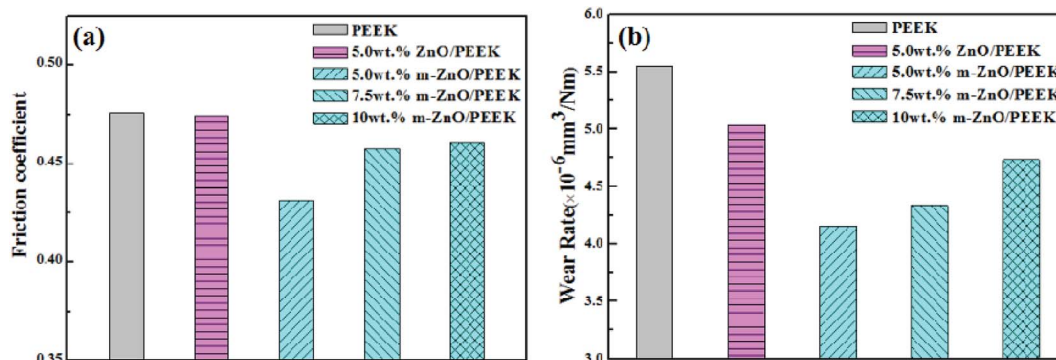 (a)
PEEK
5.0wt.% ZnO/PEEK
5.0wt.% m-ZnO/PEEK
7.5wt.% m-ZnO/PEEK
10wt.% m-ZnO/PEEK
0.50
0.45
0.40
0.35
Friction coefficient
(b)
PEEK
5.0wt.% ZnO/PEEK
5.0wt.% m-ZnO/PEEK
7.5wt.% m-ZnO/PEEK
10wt.% m-ZnO/PEEK
6.0
5.5
5.0
4.5
4.0
3.5
3.0
Wear Rate(×10⁻⁶mm³/Nm)